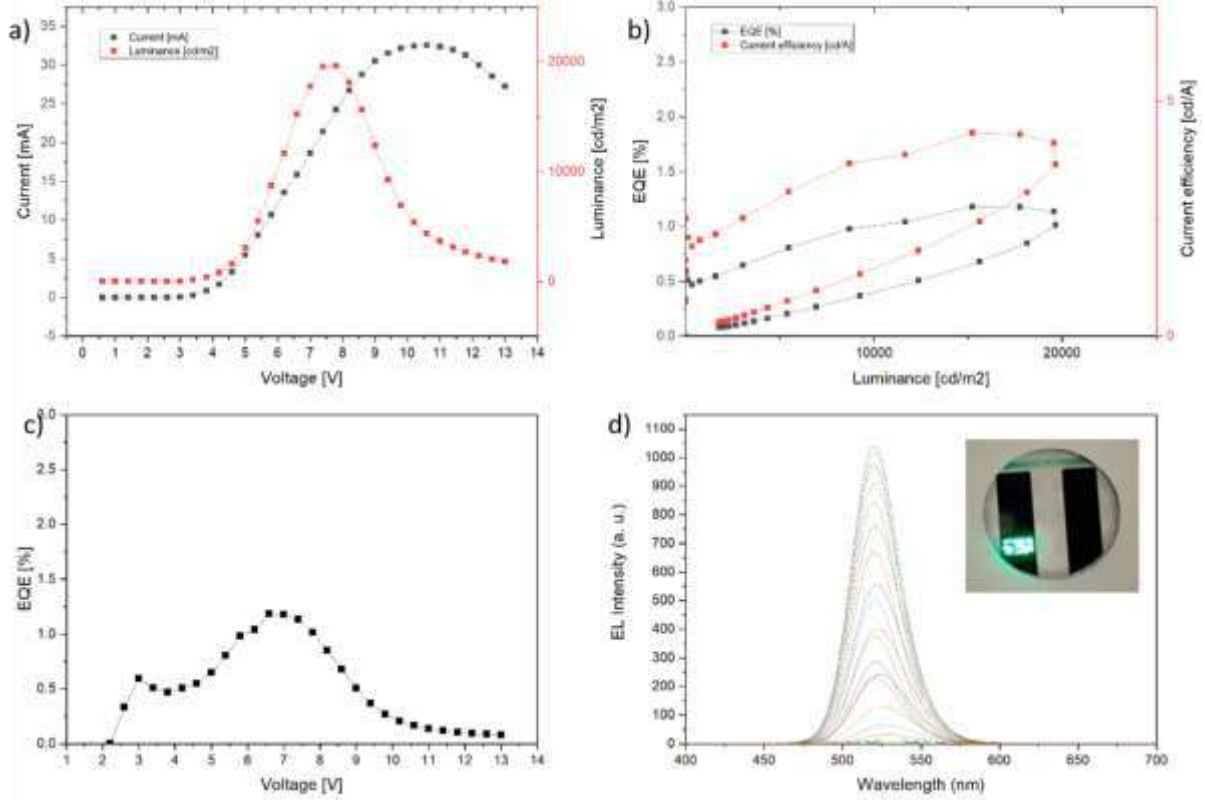 a)
Current [mA]
Luminance [cd/m2]
35
30
25
20
15
10
5
0
-5
20000
10000
0
Current [mA]
Luminance [cd/m2]
0 1 2 3 4 5 6 7 8 9 10 11 12 13 14
Voltage [V]
b)
EQE [%]
Current efficiency [cd/A]
3.0
2.5
2.0
1.5
1.0
0.5
0.0
0
EQE [%]
Current efficiency [cd/A]
10000 20000
Luminance [cd/m2]
c)
3.0
2.5
2.0
1.5
1.0
0.5
0.0
EQE [%]
1 2 3 4 5 6 7 8 9 10 11 12 13 14
Voltage [V]
d)
1100
1000
900
800
700
600
500
400
300
200
100
0
EL intensity (a. u.)
400 450 500 550 600 650 700
Wavelength (nm)